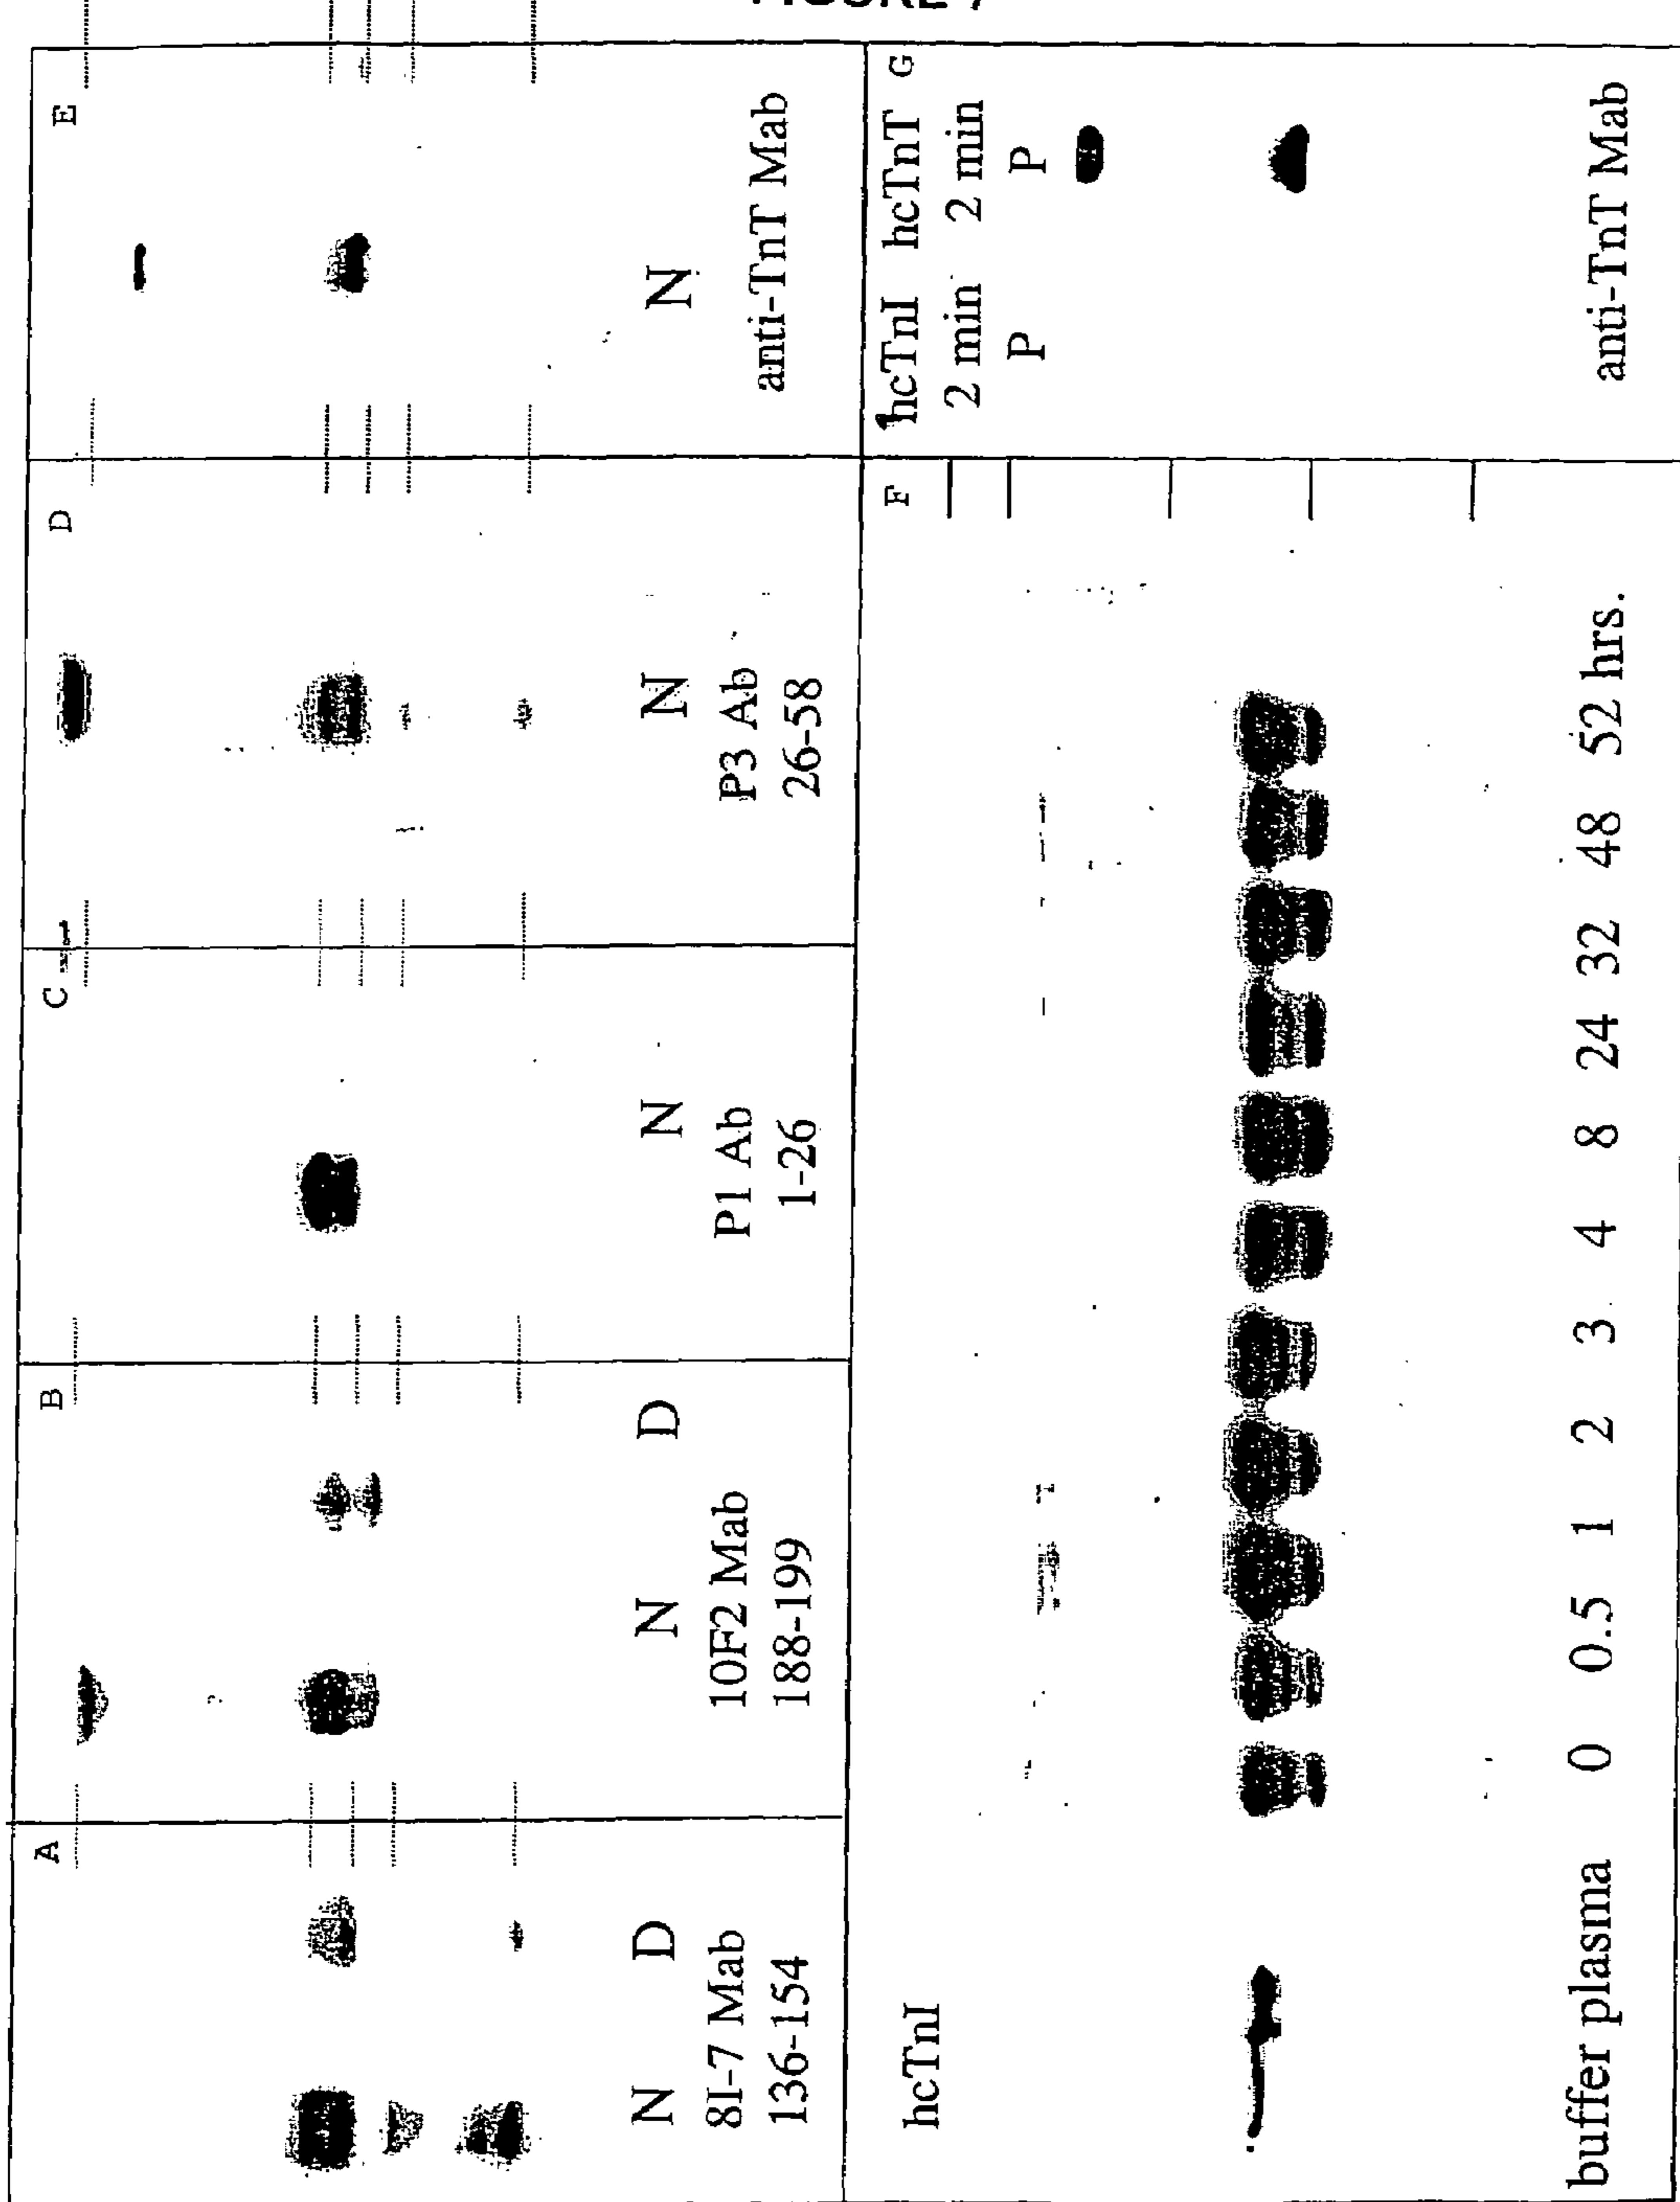 FIGURE 7
A
N D
8I-7 Mab
136-154
B
N D
10F2 Mab
188-199
C
N
P1 Ab
1-26
D
N
P3 Ab
26-58
E
N
anti-TnT Mab
F
hcTnI
buffer plasma 0 0.5 1 2 3 4 8 24 32 48 52 hrs.
G
hcTnI hcTnT
2 min 2 min
P P
anti-TnT Mab